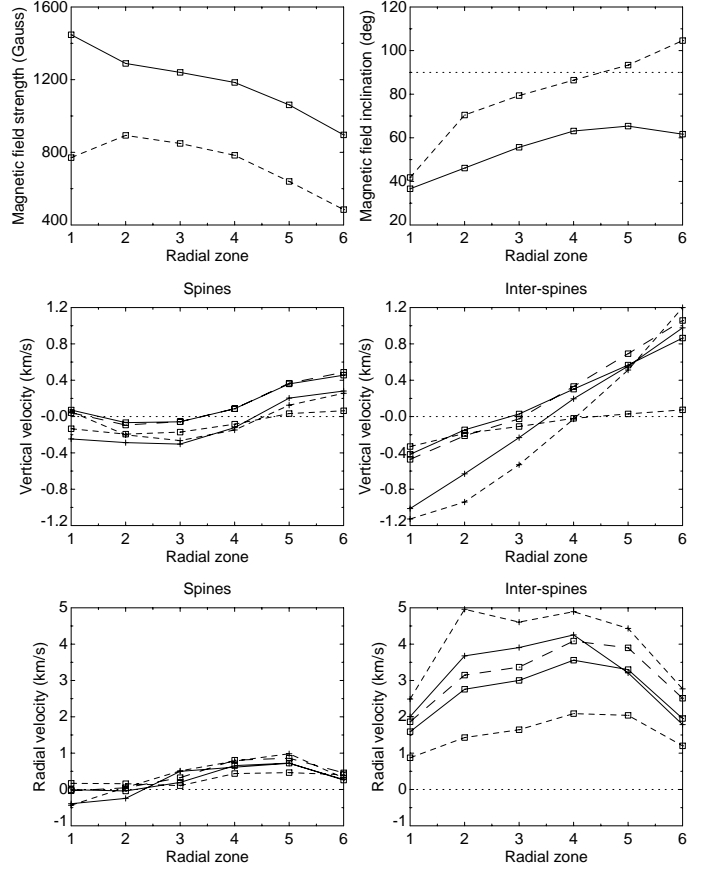 1600
1200
800
400
Magnetic field strength (Gauss)
1 2 3 4 5 6
Radial zone
120
100
80
60
40
20
Magnetic field inclination (deg)
1 2 3 4 5 6
Radial zone
Spines
1.2
0.4
-0.0
-0.4
-0.8
-1.2
Vertical velocity (km/s)
1 2 3 4 5 6
Radial zone
Inter-spines
1.2
0.8
0.4
-0.0
-0.4
-0.8
-1.2
Vertical velocity (km/s)
1 2 3 4 5 6
Radial zone
Spines
5
4
3
2
1
0
-1
Radial velocity (km/s)
1 2 3 4 5 6
Radial zone
Inter-spines
5
4
3
2
1
0
-1
Radial velocity (km/s)
1 2 3 4 5 6
Radial zone